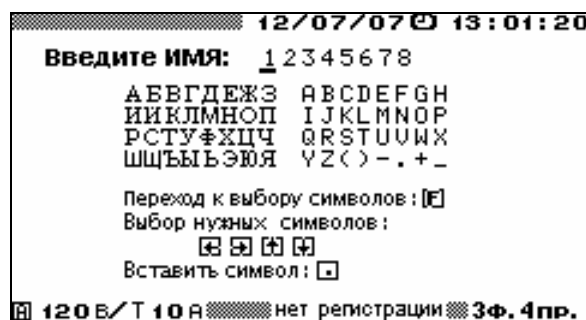 12/07/07 13:01:20
Введите ИМЯ: 12345678
АБВГДЕЖЗ ABCDEFGH
ИЙКЛМНОП IJKLMNOP
РСТУФХЦЧ QRSTUVWX
ШЩЪЫЬЭЮЯ YZ()-.+_
Переход к выбору символов: [F]
Выбор нужных символов:
← → ↑ ↓
Вставить символ: [.]
A 120В/Т 10А нет регистрации 3ф.4пр.